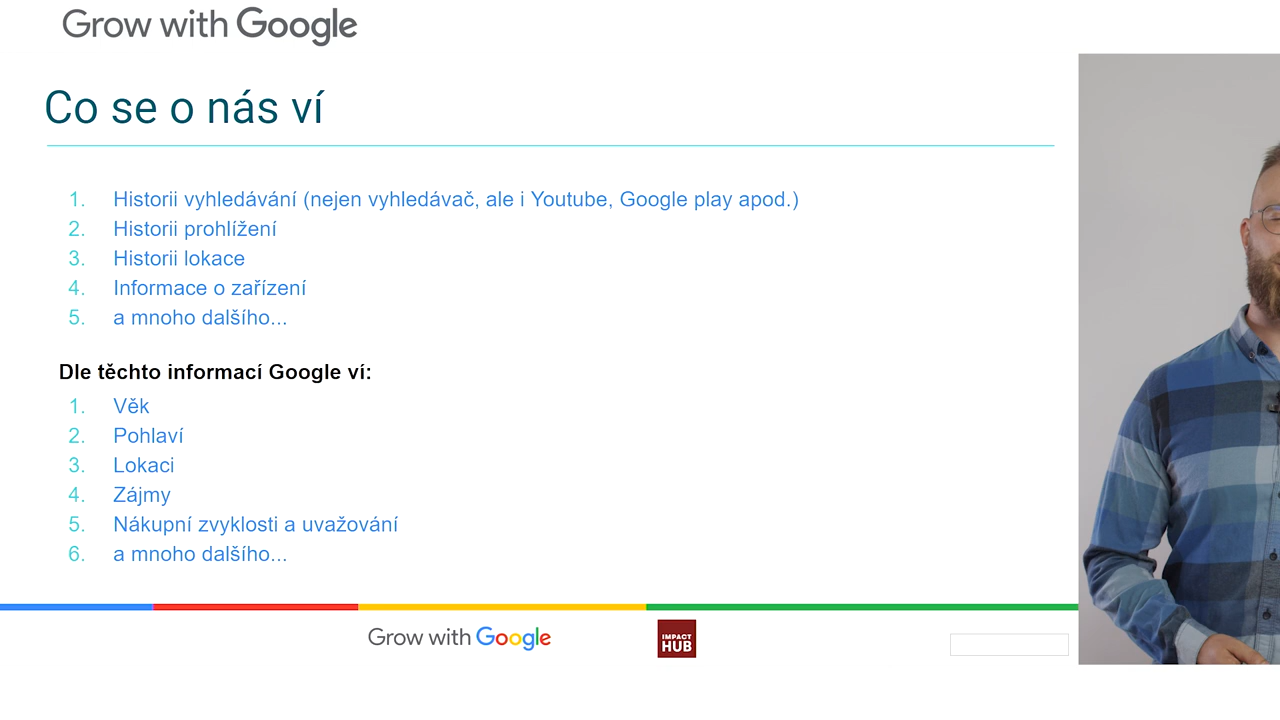 Grow with Google
Co se o nás ví
1. Historii vyhledávání (nejen vyhledávač, ale i Youtube, Google play apod.)
2. Historii prohlížení
3. Historii lokace
4. Informace o zařízení
5. a mnoho dalšího...
Dle těchto informací Google ví:
1. Věk
2. Pohlaví
3. Lokaci
4. Zájmy
5. Nákupní zvyklosti a uvažování
6. a mnoho dalšího...
Grow with Google
IMPACT
HUB